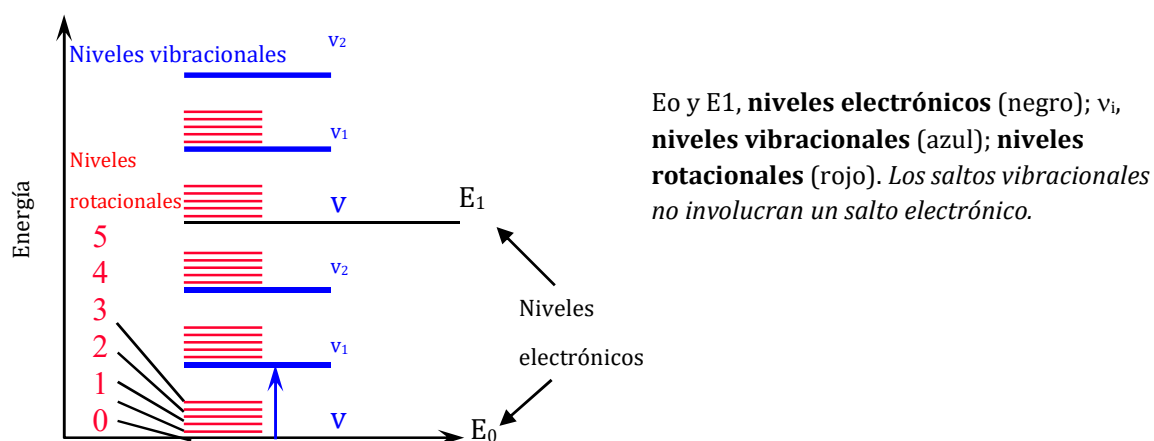 v2
Niveles vibracionales
v1
Niveles
rotacionales
v
E1
5
4
3
2
1
0
v2
v1
v
E0
Energía
Niveles
electrónicos
Eo y E1, niveles electrónicos (negro); νi,
niveles vibracionales (azul); niveles
rotacionales (rojo). Los saltos vibracionales
no involucran un salto electrónico.